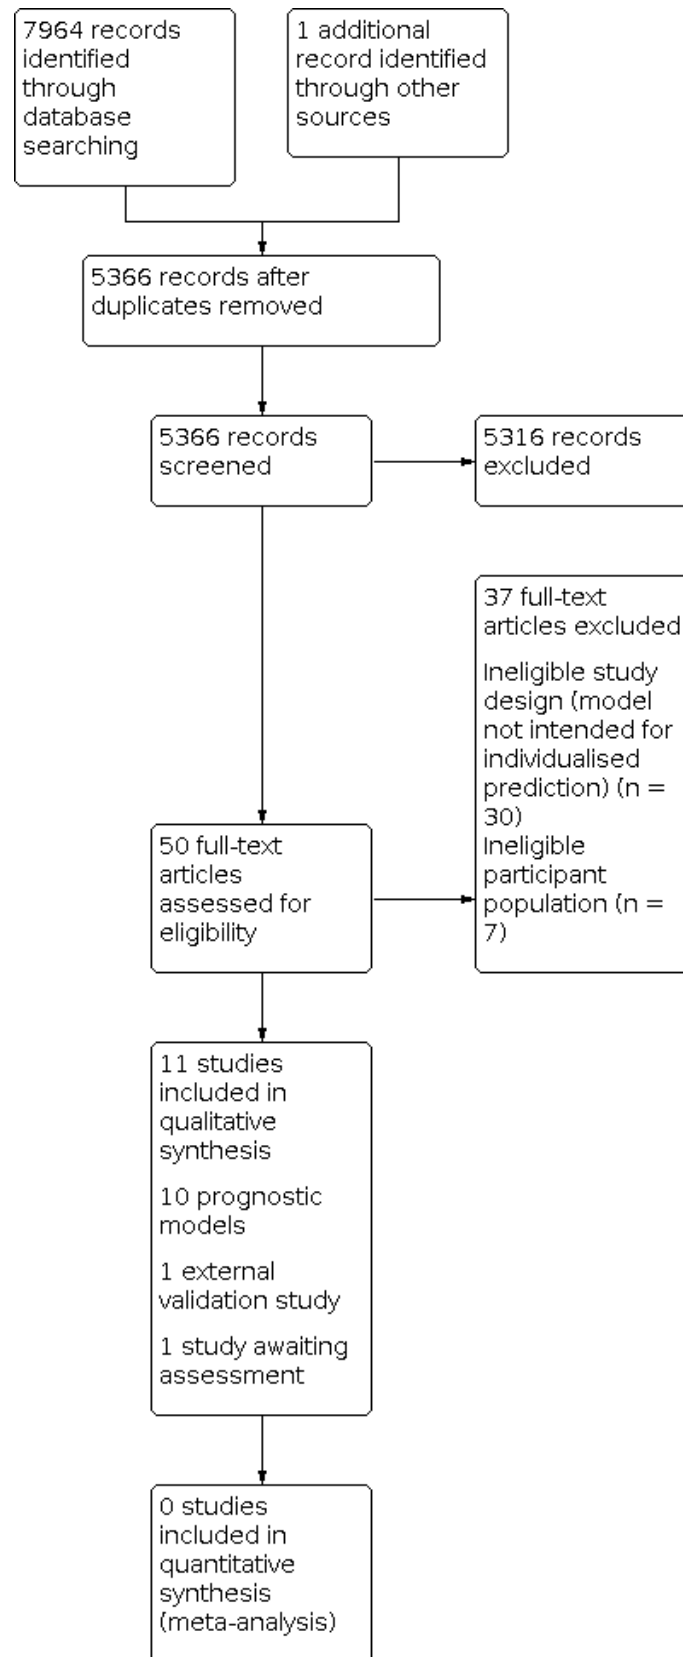 7964 records
identified
through
database
searching
1 additional
record identified
through other
sources
5366 records after
duplicates removed
5366 records
screened
5316 records
excluded
37 full-text
articles excluded
Ineligible study
design (model
not intended for
individualised
prediction) (n =
30)
Ineligible
participant
population (n =
7)
50 full-text
articles
assessed for
eligibility
11 studies
included in
qualitative
synthesis
10 prognostic
models
1 external
validation study
1 study awaiting
assessment
0 studies
included in
quantitative
synthesis
(meta-analysis)